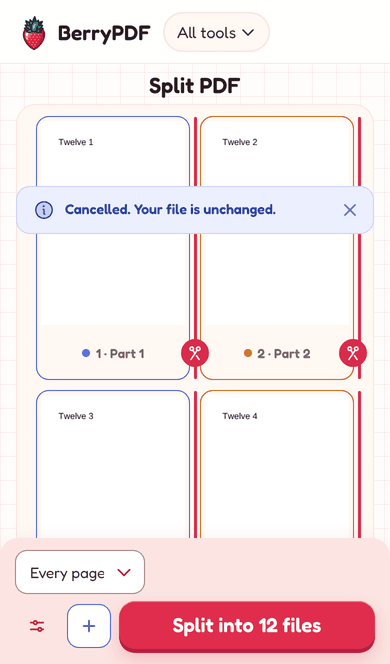 BerryPDF
All tools
Split PDF
Twelve 1
Twelve 2
Cancelled. Your file is unchanged.
1 · Part 1
2 · Part 2
Twelve 3
Twelve 4
Every page
Split into 12 files